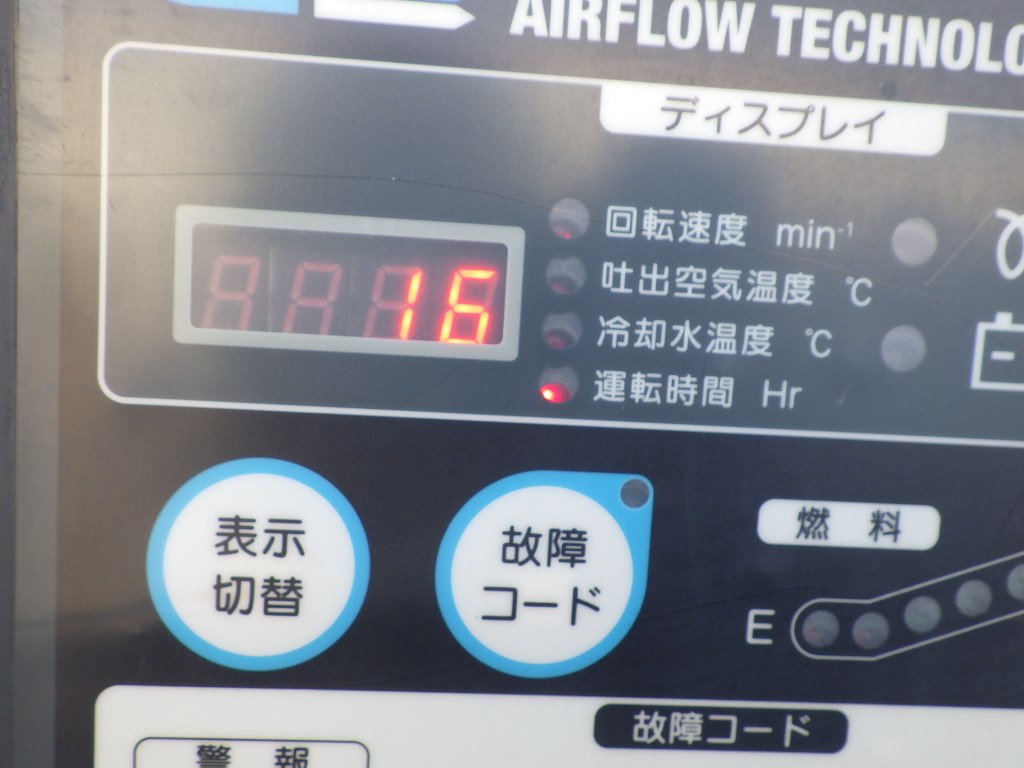 AIRFLOW TECHNOLO
ディスプレイ
16
回転速度 min⁻¹
吐出空気温度 ℃
冷却水温度 ℃
運転時間 Hr
表示
切替
故障
コード
燃 料
E
故障コード
警 報